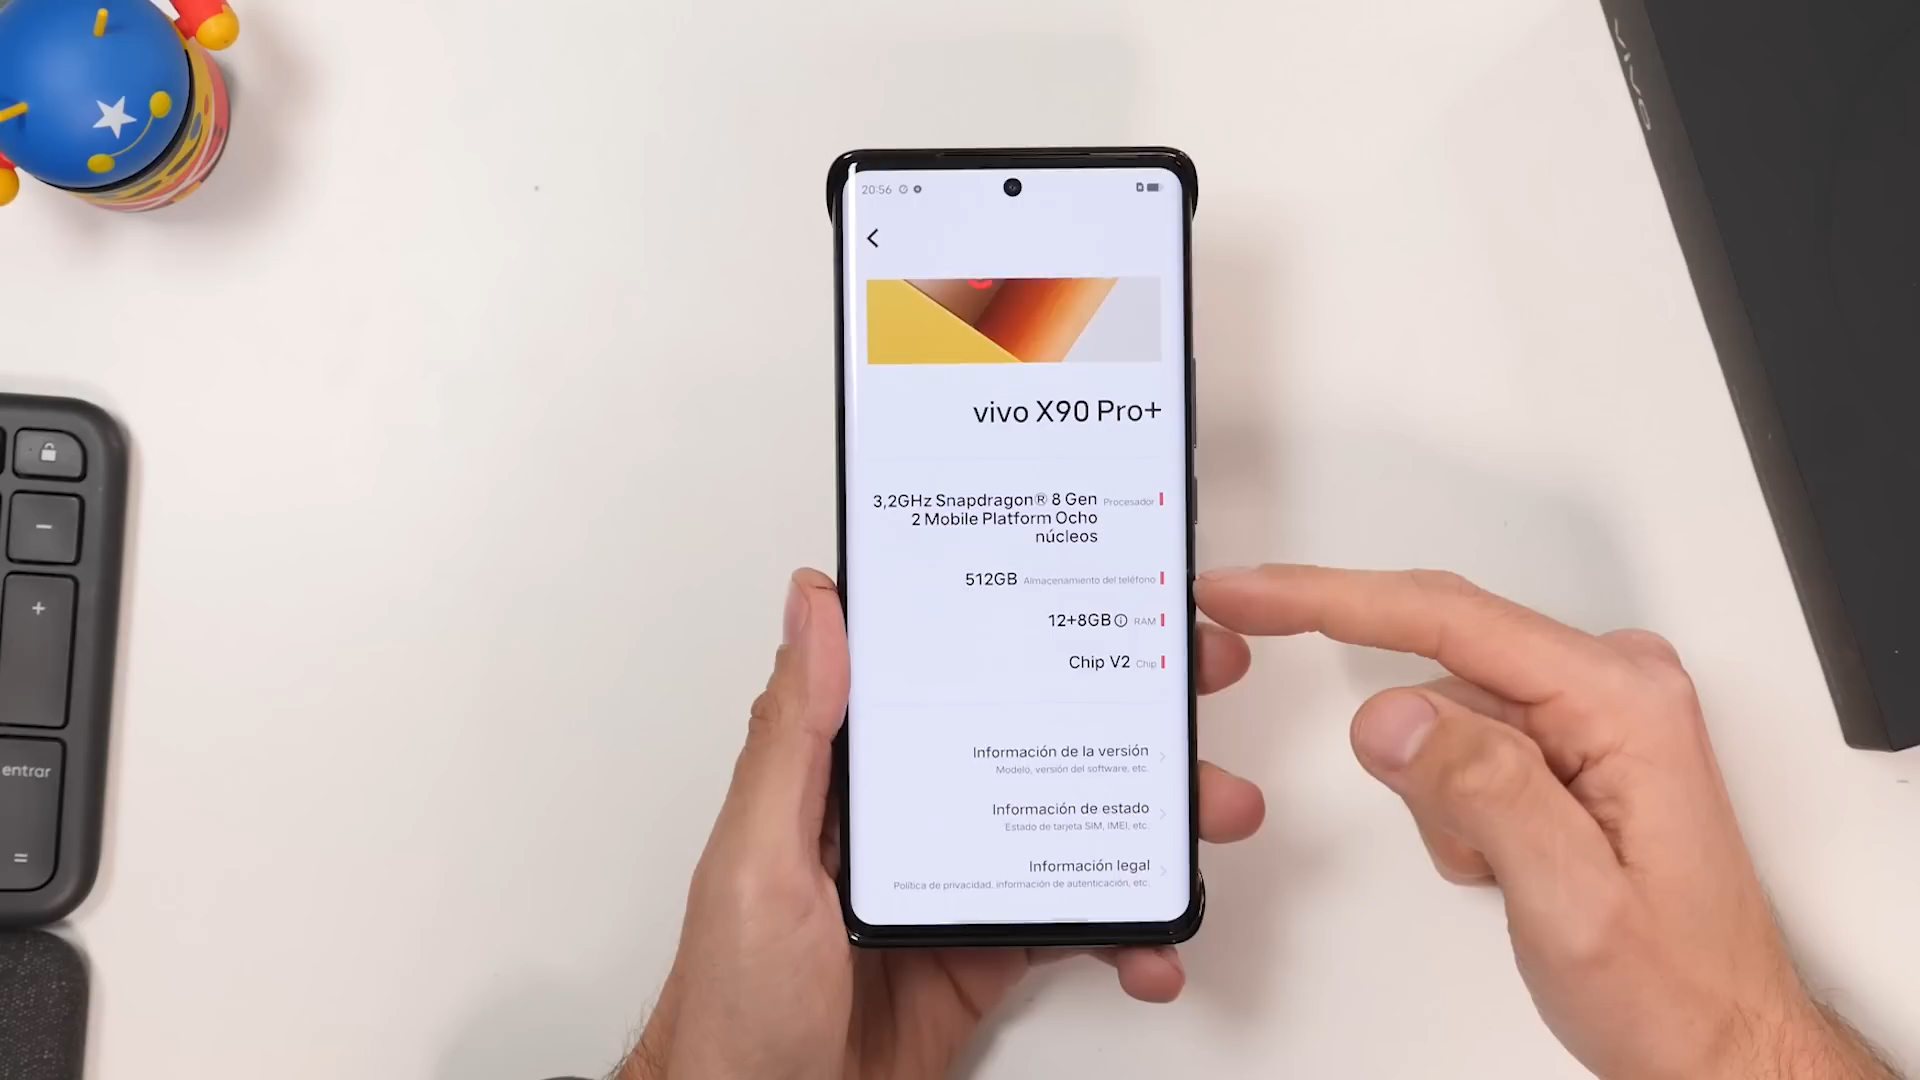 vivo
20:56
vivo X90 Pro+
3,2GHz Snapdragon® 8 Gen
2 Mobile Platform Ocho
núcleos
Procesador
512GB Almacenamiento del teléfono
12+8GB RAM
Chip V2 Chip
Información de la versión
Modelo, versión del software, etc.
Información de estado
Estado de tarjeta SIM, IMEI, etc.
Información legal
Política de privacidad, información de autenticación, etc.
-
+
entrar
=